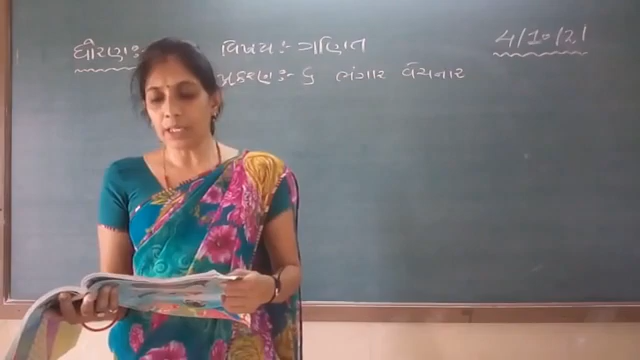 ધોરણ :- વિષય :- ગણિત 4/10/21
પ્રકરણ :- ૬ ભંગાર વેચનાર